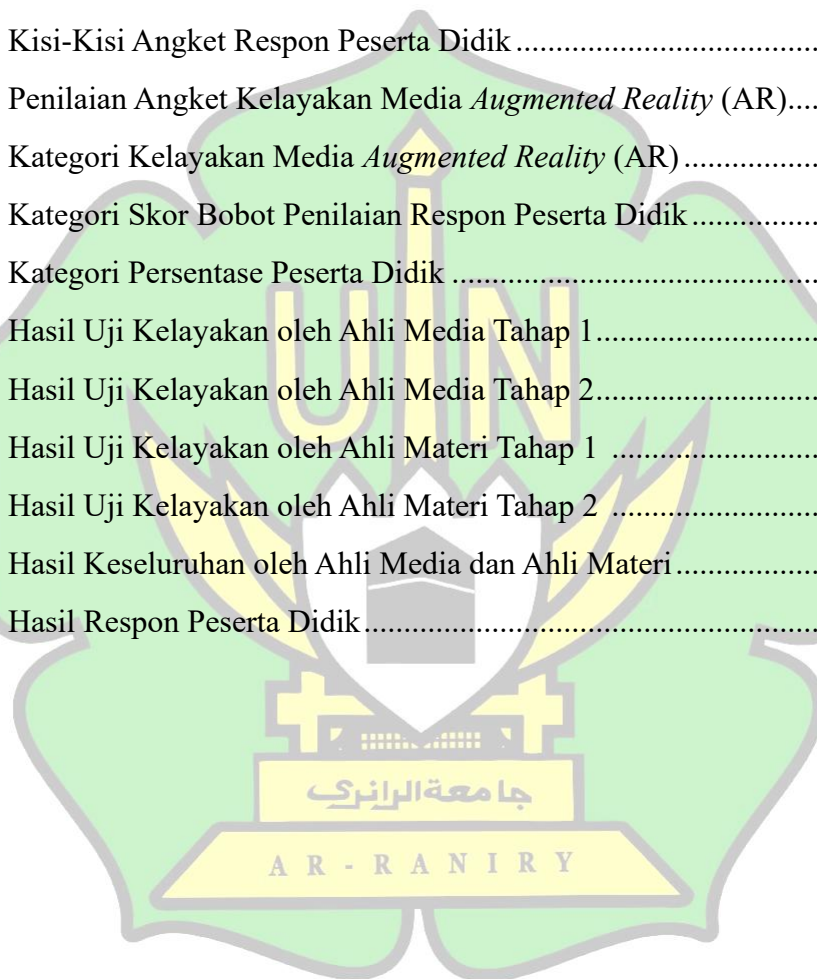 Kisi-Kisi Angket Respon Peserta Didik ....................................
Penilaian Angket Kelayakan Media Augmented Reality (AR)....
Kategori Kelayakan Media Augmented Reality (AR) ..................
Kategori Skor Bobot Penilaian Respon Peserta Didik ................
Kategori Persentase Peserta Didik ............................................
Hasil Uji Kelayakan oleh Ahli Media Tahap 1............................
Hasil Uji Kelayakan oleh Ahli Media Tahap 2............................
Hasil Uji Kelayakan oleh Ahli Materi Tahap 1 ..........................
Hasil Uji Kelayakan oleh Ahli Materi Tahap 2 ..........................
Hasil Keseluruhan oleh Ahli Media dan Ahli Materi..................
Hasil Respon Peserta Didik........................................................
UIN
جامعةالرانري
AR-RANIRY